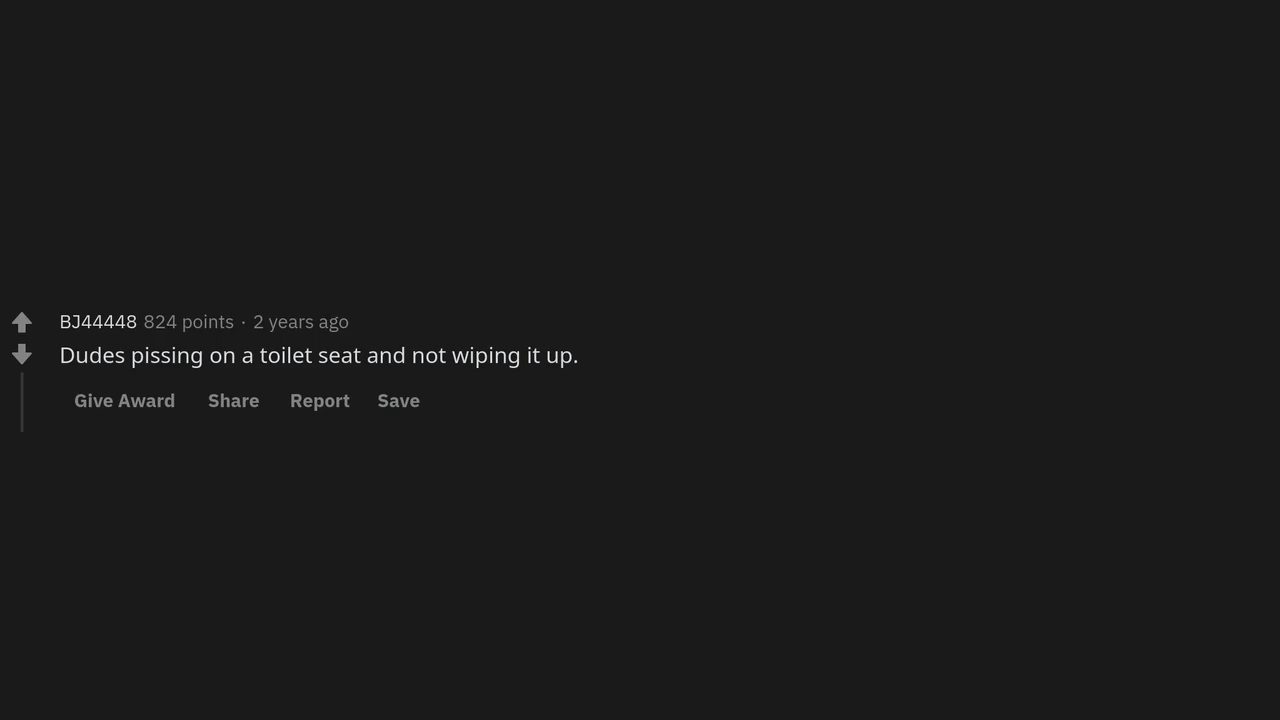 BJ44448 824 points · 2 years ago
Dudes pissing on a toilet seat and not wiping it up.
Give Award Share Report Save